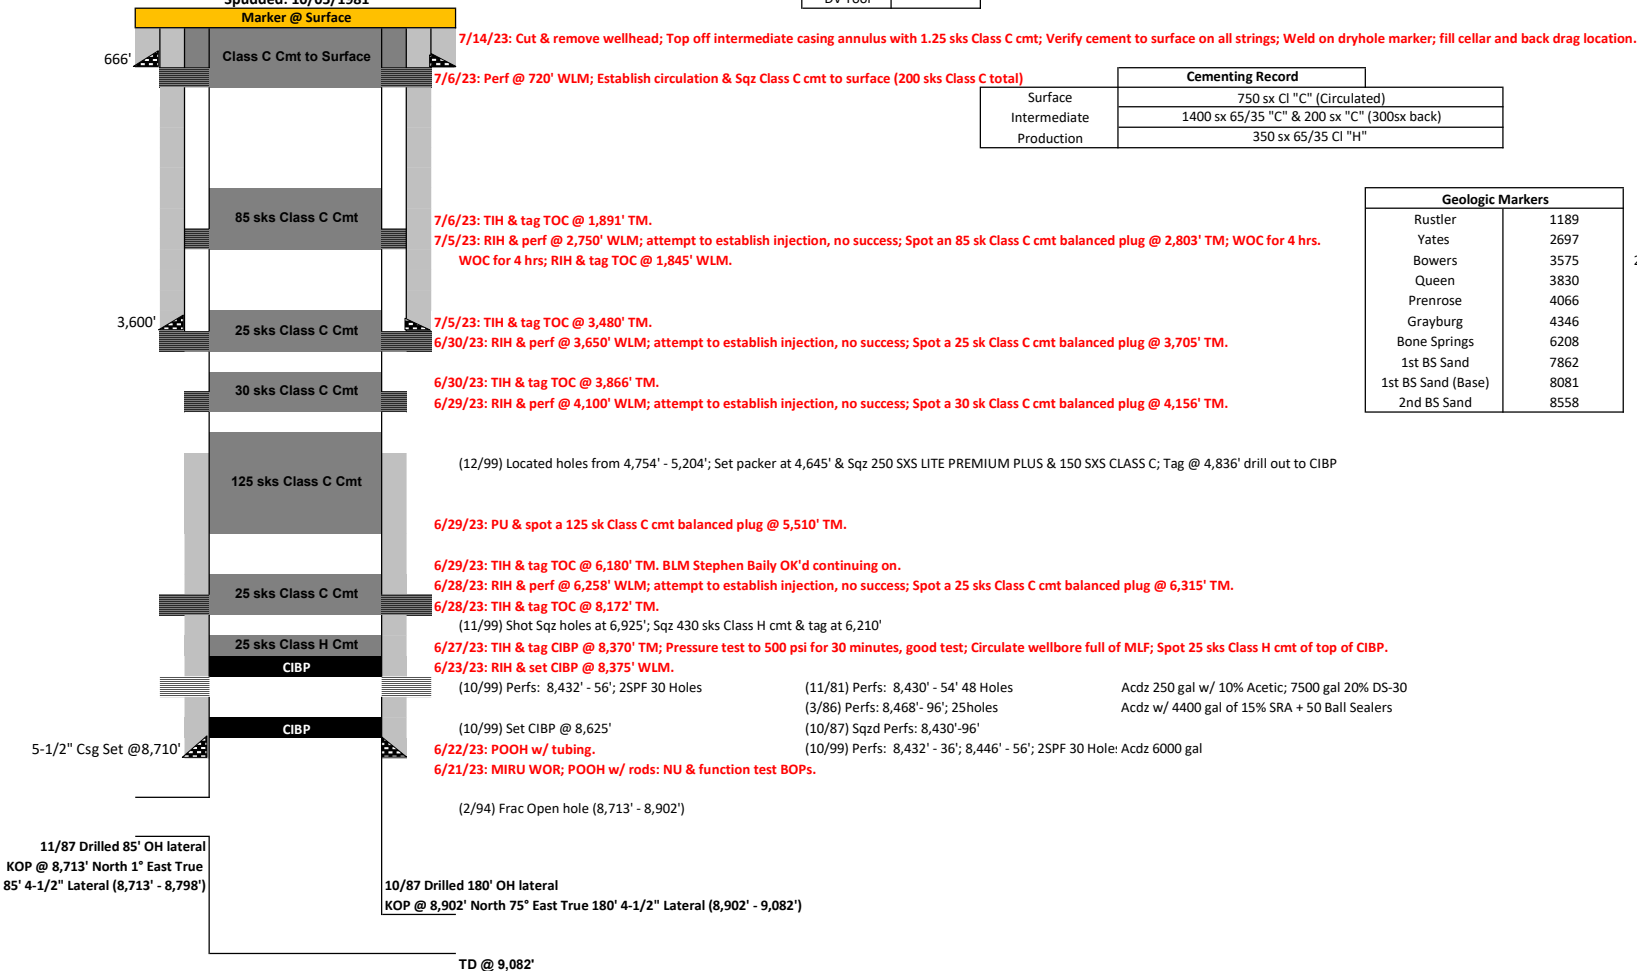 Spudded: 10/05/1981
DV Tool
Marker @ Surface
7/14/23: Cut & remove wellhead; Top off intermediate casing annulus with 1.25 sks Class C cmt; Verify cement to surface on all strings; Weld on dryhole marker; fill cellar and back drag location.
666'
Class C Cmt to Surface
7/6/23: Perf @ 720' WLM; Establish circulation & Sqz Class C cmt to surface (200 sks Class C total)
Cementing Record
Surface 750 sx Cl "C" (Circulated)
Intermediate 1400 sx 65/35 "C" & 200 sx "C" (300sx back)
Production 350 sx 65/35 Cl "H"
Geologic Markers
Rustler 1189
Yates 2697
Bowers 3575
Queen 3830
Prenrose 4066
Grayburg 4346
Bone Springs 6208
1st BS Sand 7862
1st BS Sand (Base) 8081
2nd BS Sand 8558
85 sks Class C Cmt
7/6/23: TIH & tag TOC @ 1,891' TM.
7/5/23: RIH & perf @ 2,750' WLM; attempt to establish injection, no success; Spot an 85 sk Class C cmt balanced plug @ 2,803' TM; WOC for 4 hrs.
WOC for 4 hrs; RIH & tag TOC @ 1,845' WLM.
3,600'
25 sks Class C Cmt
7/5/23: TIH & tag TOC @ 3,480' TM.
6/30/23: RIH & perf @ 3,650' WLM; attempt to establish injection, no success; Spot a 25 sk Class C cmt balanced plug @ 3,705' TM.
30 sks Class C Cmt
6/30/23: TIH & tag TOC @ 3,866' TM.
6/29/23: RIH & perf @ 4,100' WLM; attempt to establish injection, no success; Spot a 30 sk Class C cmt balanced plug @ 4,156' TM.
(12/99) Located holes from 4,754' - 5,204'; Set packer at 4,645' & Sqz 250 SXS LITE PREMIUM PLUS & 150 SXS CLASS C; Tag @ 4,836' drill out to CIBP
125 sks Class C Cmt
6/29/23: PU & spot a 125 sk Class C cmt balanced plug @ 5,510' TM.
6/29/23: TIH & tag TOC @ 6,180' TM. BLM Stephen Baily OK'd continuing on.
25 sks Class C Cmt
6/28/23: RIH & perf @ 6,258' WLM; attempt to establish injection, no success; Spot a 25 sks Class C cmt balanced plug @ 6,315' TM.
6/28/23: TIH & tag TOC @ 8,172' TM.
(11/99) Shot Sqz holes at 6,925'; Sqz 430 sks Class H cmt & tag at 6,210'
25 sks Class H Cmt
6/27/23: TIH & tag CIBP @ 8,370' TM; Pressure test to 500 psi for 30 minutes, good test; Circulate wellbore full of MLF; Spot 25 sks Class H cmt of top of CIBP.
CIBP
6/23/23: RIH & set CIBP @ 8,375' WLM.
(10/99) Perfs: 8,432' - 56'; 2SPF 30 Holes (11/81) Perfs: 8,430' - 54' 48 Holes Acdz 250 gal w/ 10% Acetic; 7500 gal 20% DS-30
(3/86) Perfs: 8,468'- 96'; 25holes Acdz w/ 4400 gal of 15% SRA + 50 Ball Sealers
CIBP
(10/99) Set CIBP @ 8,625' (10/87) Sqzd Perfs: 8,430'-96'
5-1/2" Csg Set @8,710'
6/22/23: POOH w/ tubing. (10/99) Perfs: 8,432' - 36'; 8,446' - 56'; 2SPF 30 Holes Acdz 6000 gal
6/21/23: MIRU WOR; POOH w/ rods: NU & function test BOPs.
(2/94) Frac Open hole (8,713' - 8,902')
11/87 Drilled 85' OH lateral
KOP @ 8,713' North 1° East True
85' 4-1/2" Lateral (8,713' - 8,798')
10/87 Drilled 180' OH lateral
KOP @ 8,902' North 75° East True 180' 4-1/2" Lateral (8,902' - 9,082')
TD @ 9,082'